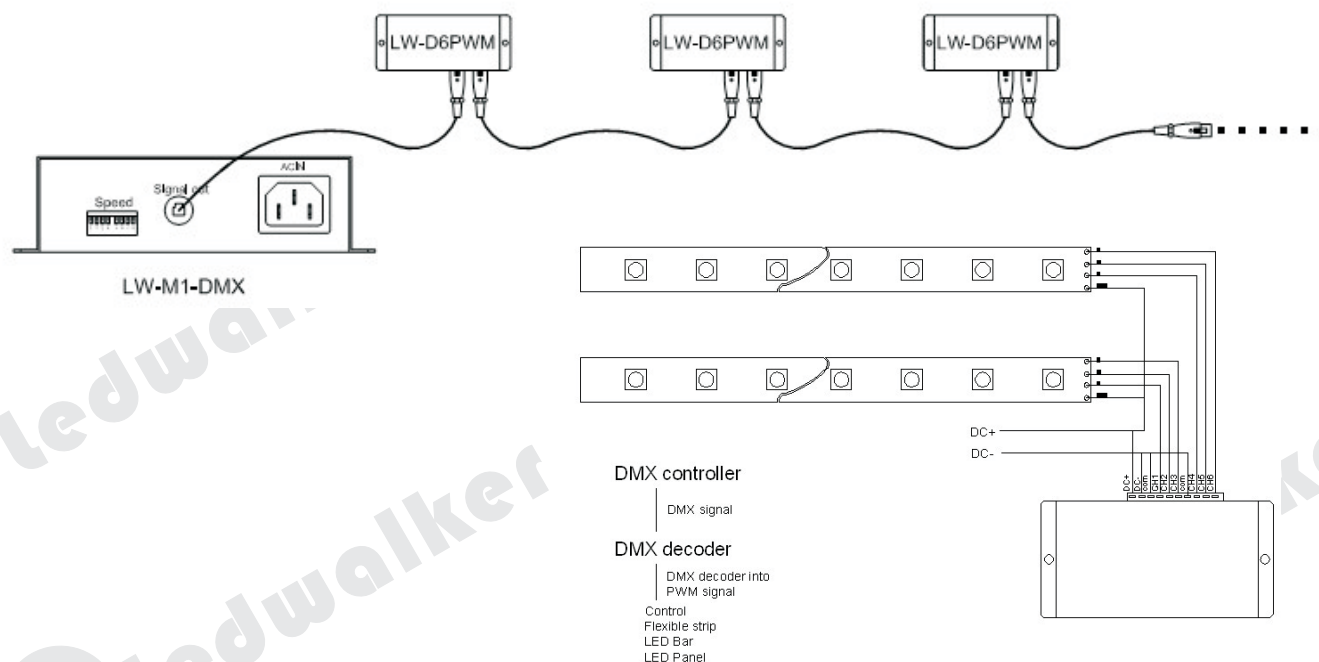 LW-D6PWM
LW-D6PWM
LW-D6PWM
ACIN
Signal out
Speed
LW-M1-DMX
ledwalker
DC+
DC-
DC+
DC-
com
CH1
CH2
CH3
com
CH4
CH5
CH6
DMX controller
DMX signal
DMX decoder
DMX decoder into
PWM signal
Control
Flexible strip
LED Bar
LED Panel
ledwalker